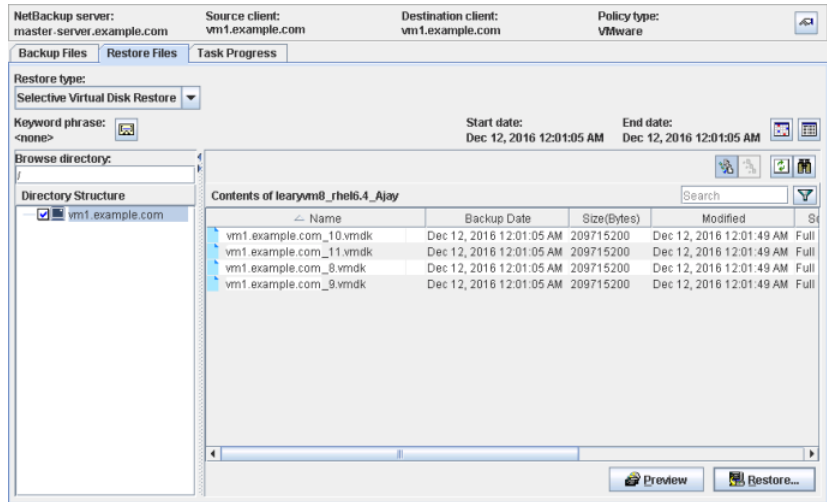 NetBackup server: Source client: Destination client: Policy type:
master-server.example.com vm1.example.com vm1.example.com VMware
Backup Files Restore Files Task Progress
Restore type:
Selective Virtual Disk Restore
Keyword phrase: Start date: End date:
<none> Dec 12, 2016 12:01:05 AM Dec 12, 2016 12:01:05 AM
Browse directory:
/
Directory Structure Contents of learyvm8_rhel6.4_Ajay Search
vm1.example.com Name Backup Date Size(Bytes) Modified
vm1.example.com_10.vmdk Dec 12, 2016 12:01:05 AM 209715200 Dec 12, 2016 12:01:49 AM Full
vm1.example.com_11.vmdk Dec 12, 2016 12:01:05 AM 209715200 Dec 12, 2016 12:01:49 AM Full
vm1.example.com_8.vmdk Dec 12, 2016 12:01:05 AM 209715200 Dec 12, 2016 12:01:49 AM Full
vm1.example.com_9.vmdk Dec 12, 2016 12:01:05 AM 209715200 Dec 12, 2016 12:01:49 AM Full
Preview Restore...